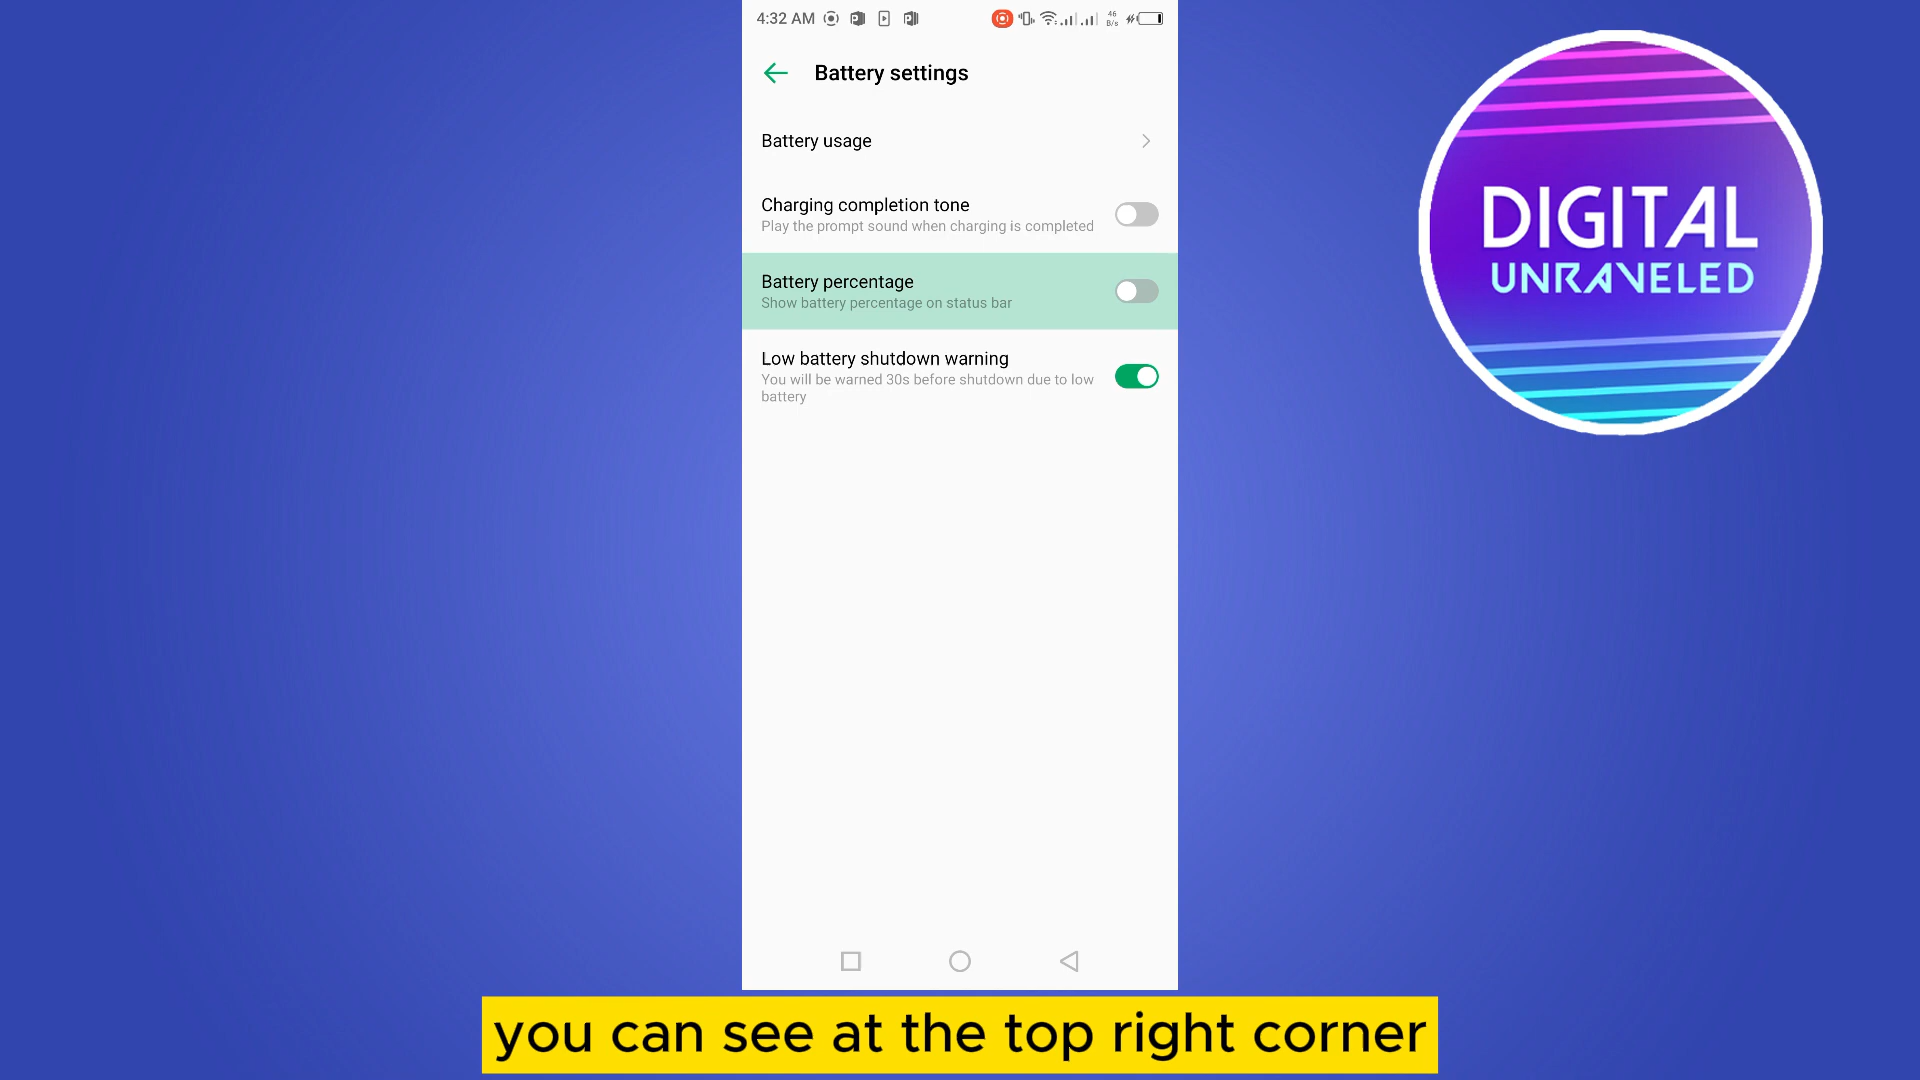 4:32 AM
46
B/s
Battery settings
Battery usage
Charging completion tone
Play the prompt sound when charging is completed
Battery percentage
Show battery percentage on status bar
Low battery shutdown warning
You will be warned 30s before shutdown due to low
battery
DIGITAL
UNRAVELED
you can see at the top right corner